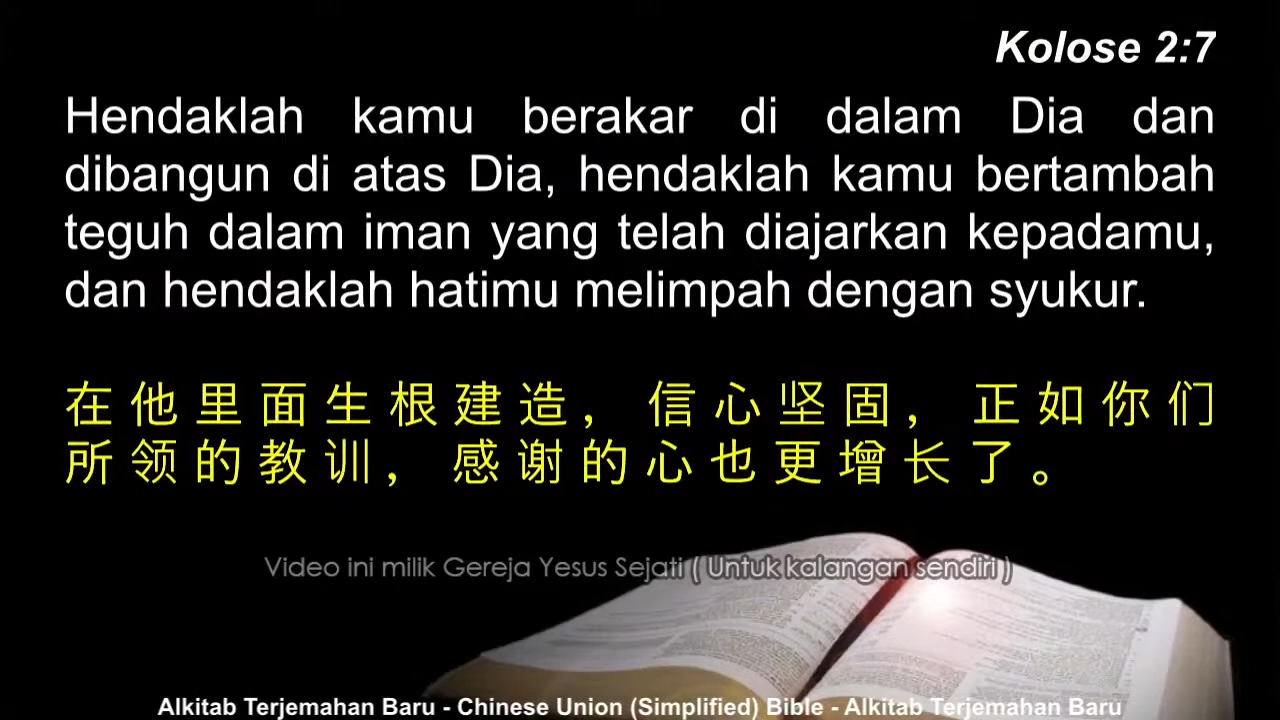 Kolose 2:7
Hendaklah kamu berakar di dalam Dia dan
dibangun di atas Dia, hendaklah kamu bertambah
teguh dalam iman yang telah diajarkan kepadamu,
dan hendaklah hatimu melimpah dengan syukur.
在他里面生根建造，信心坚固，正如你们
所领的教训，感谢的心也更增长了。
Video ini milik Gereja Yesus Sejati ( Untuk kalangan sendiri )
Alkitab Terjemahan Baru - Chinese Union (Simplified) Bible - Alkitab Terjemahan Baru